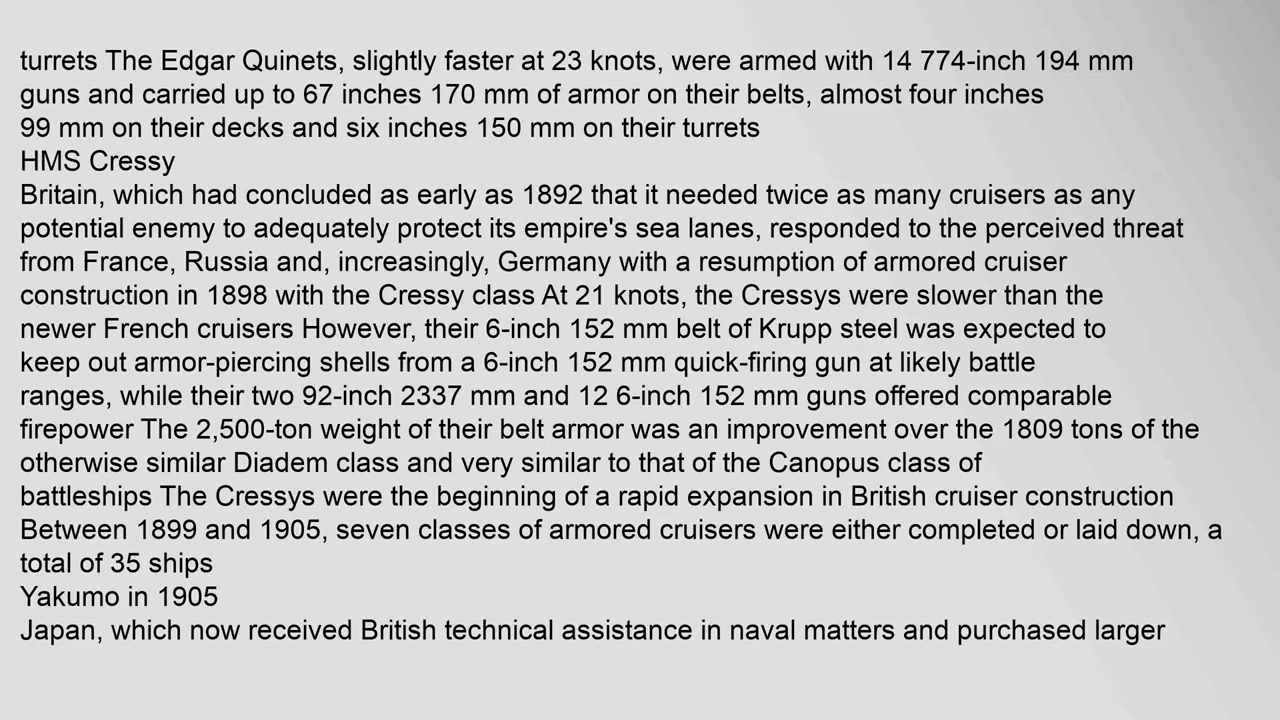 turrets The Edgar Quinets, slightly faster at 23 knots, were armed with 14 774-inch 194 mm
guns and carried up to 67 inches 170 mm of armor on their belts, almost four inches
99 mm on their decks and six inches 150 mm on their turrets
HMS Cressy
Britain, which had concluded as early as 1892 that it needed twice as many cruisers as any
potential enemy to adequately protect its empire's sea lanes, responded to the perceived threat
from France, Russia and, increasingly, Germany with a resumption of armored cruiser
construction in 1898 with the Cressy class At 21 knots, the Cressys were slower than the
newer French cruisers However, their 6-inch 152 mm belt of Krupp steel was expected to
keep out armor-piercing shells from a 6-inch 152 mm quick-firing gun at likely battle
ranges, while their two 92-inch 2337 mm and 12 6-inch 152 mm guns offered comparable
firepower The 2,500-ton weight of their belt armor was an improvement over the 1809 tons of the
otherwise similar Diadem class and very similar to that of the Canopus class of
battleships The Cressys were the beginning of a rapid expansion in British cruiser construction
Between 1899 and 1905, seven classes of armored cruisers were either completed or laid down, a
total of 35 ships
Yakumo in 1905
Japan, which now received British technical assistance in naval matters and purchased larger